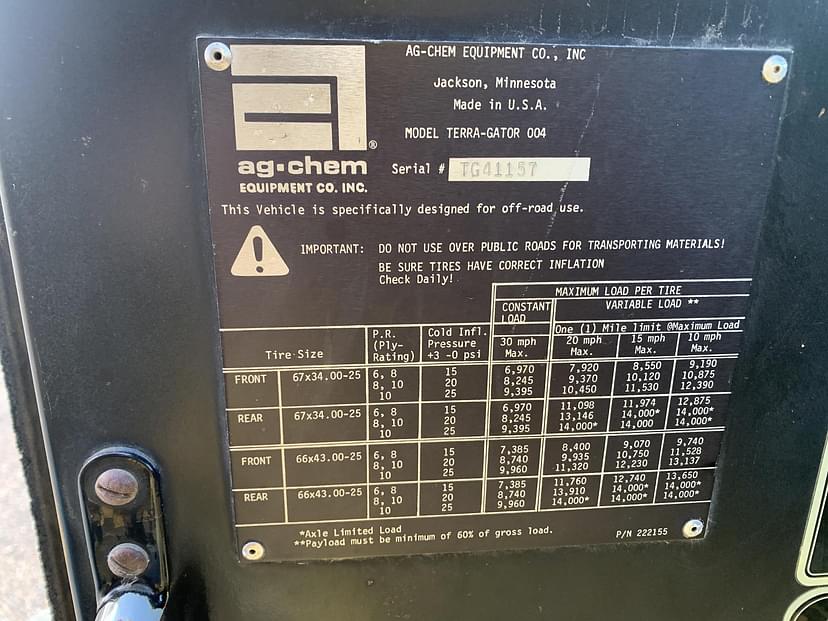 AG-CHEM EQUIPMENT CO., INC
Jackson, Minnesota
Made in U.S.A.
MODEL TERRA-GATOR 004
®
ag•chem
EQUIPMENT CO. INC.
Serial # TG41157
This Vehicle is specifically designed for off-road use.
IMPORTANT: DO NOT USE OVER PUBLIC ROADS FOR TRANSPORTING MATERIALS!
BE SURE TIRES HAVE CORRECT INFLATION
Check Daily!
MAXIMUM LOAD PER TIRE
CONSTANT LOAD VARIABLE LOAD **
One (1) Mile limit @Maximum Load
Tire Size P.R. (Ply-Rating) Cold Infl. Pressure +3 -0 psi 30 mph Max. 20 mph Max. 15 mph Max. 10 mph Max.
FRONT 67x34.00-25 6, 8 15 6,970 7,920 8,550 9,190
8, 10 20 8,245 9,370 10,120 10,875
10 25 9,395 10,450 11,530 12,390
REAR 67x34.00-25 6, 8 15 6,970 11,098 11,974 12,875
8, 10 20 8,245 13,146 14,000* 14,000*
10 25 9,395 14,000* 14,000 14,000*
FRONT 66x43.00-25 6, 8 15 7,385 8,400 9,070 9,740
8, 10 20 8,740 9,935 10,750 11,528
10 25 9,960 11,320 12,230 13,137
REAR 66x43.00-25 6, 8 15 7,385 11,760 12,740 13,650
8, 10 20 8,740 13,910 14,000* 14,000*
10 25 9,960 14,000* 14,000* 14,000*
*Axle Limited Load
**Payload must be minimum of 60% of gross load.
P/N 222155